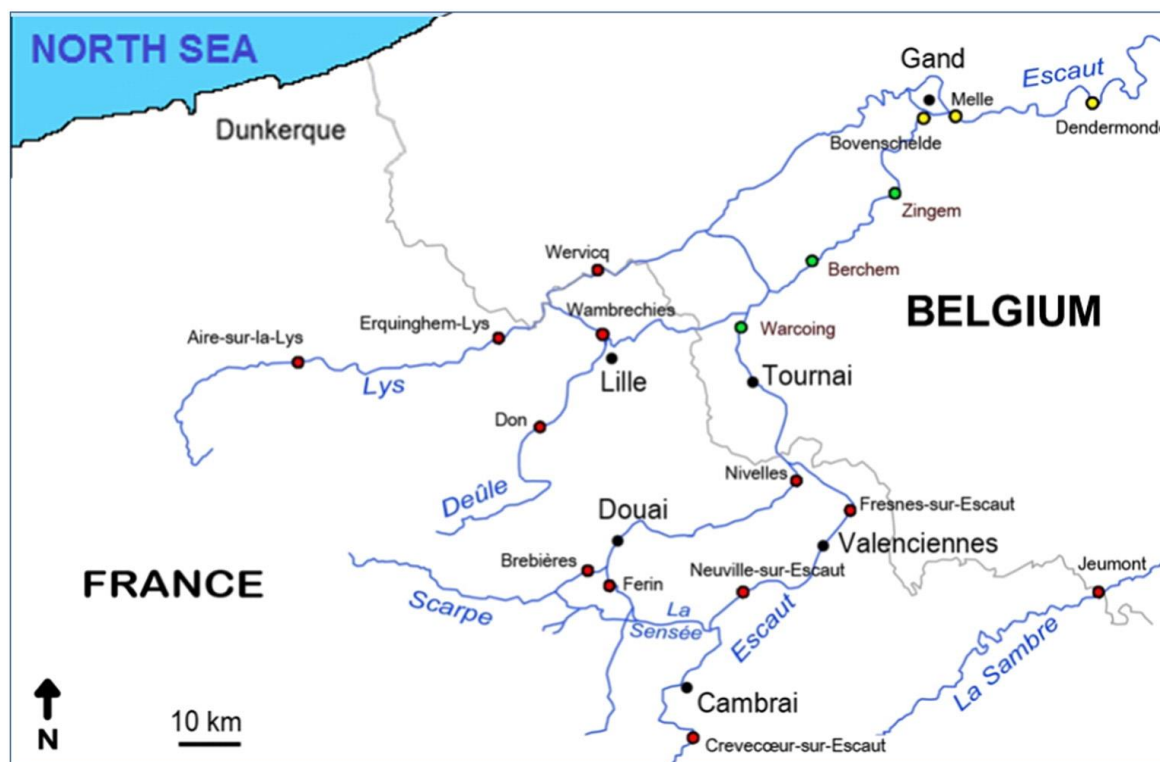 NORTH SEA
Dunkerque
Gand
Escaut
Melle
Dendermonde
Bovenschelde
Zingem
Wervicq
Berchem
Wambrechies
BELGIUM
Erquinghem-Lys
Warcoing
Aire-sur-la-Lys
Lille
Tournai
Lys
Don
Nivelles
Deûle
Fresnes-sur-Escaut
Douai
Valenciennes
Brebières
Neuville-sur-Escaut
Jeumont
FRANCE
Ferin
Scarpe
La
Sensée
Escaut
La Sambre
Cambrai
10 km
N
Crevecœur-sur-Escaut